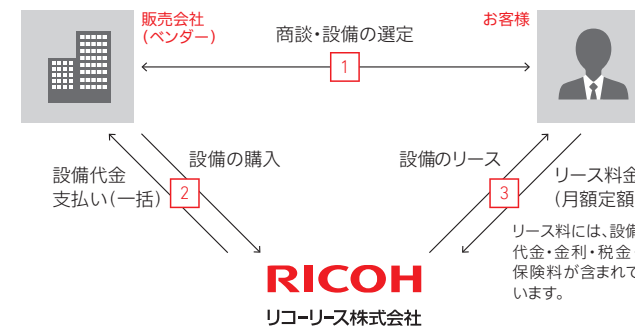 販売会社
(ベンダー)
お客様
商談・設備の選定
1
設備の購入
設備代金
支払い(一括)
2
設備のリース
3
リース料金
(月額定額
リース料には、設備
代金・金利・税金・
保険料が含まれて
います。
RICOH
リコーリース株式会社